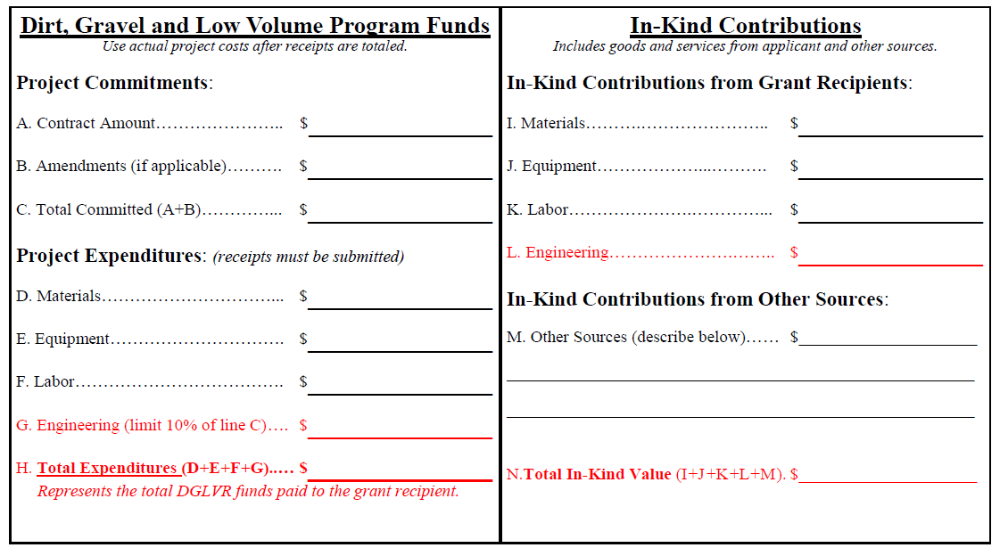 Dirt, Gravel and Low Volume Program Funds
Use actual project costs after receipts are totaled.
Project Commitments:
A. Contract Amount………………….. $
B. Amendments (if applicable)………. $
C. Total Committed (A+B)…………... $
Project Expenditures: (receipts must be submitted)
D. Materials…………………………... $
E. Equipment…………………………. $
F. Labor………………………………. $
G. Engineering (limit 10% of line C)…. $
H. Total Expenditures (D+E+F+G)..… $
Represents the total DGLVR funds paid to the grant recipient.
In-Kind Contributions
Includes goods and services from applicant and other sources.
In-Kind Contributions from Grant Recipients:
I. Materials……….………………….. $
J. Equipment………………...………. $
K. Labor………………….…………... $
L. Engineering………………….…….. $
In-Kind Contributions from Other Sources:
M. Other Sources (describe below)…… $
N.Total In-Kind Value (I+J+K+L+M). $